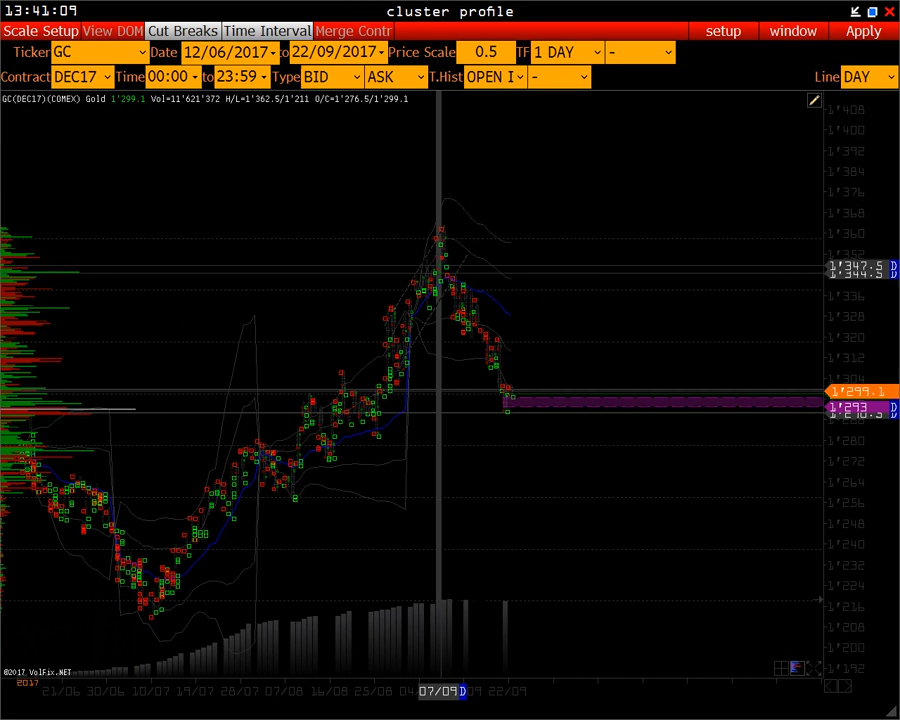 13:41:09 cluster profile
Scale Setup View DOM Cut Breaks Time Interval Merge Contr setup window Apply
Ticker GC Date 12/06/2017 to 22/09/2017 Price Scale 0.5 TF 1 DAY -
Contract DEC17 Time 00:00 to 23:59 Type BID ASK T.Hist OPEN I - Line DAY
GC(DEC17)(COMEX) Gold 1'299.1 Vol=11'621'372 H/L=1'362.5/1'211 O/C=1'276.5/1'299.1
1'408
1'400
1'392
1'384
1'376
1'368
1'360
1'352
1'347.5 D
1'344.5 D
1'336
1'328
1'320
1'312
1'304
1'299.1
1'293 D
D
1'280
1'272
1'264
1'256
1'248
1'240
1'232
1'224
1'216
1'208
1'200
1'192
©2017 VolFix.NET
2017
21/06 30/06 10/07 19/07 28/07 07/08 16/08 25/08 07/09 D 22/09